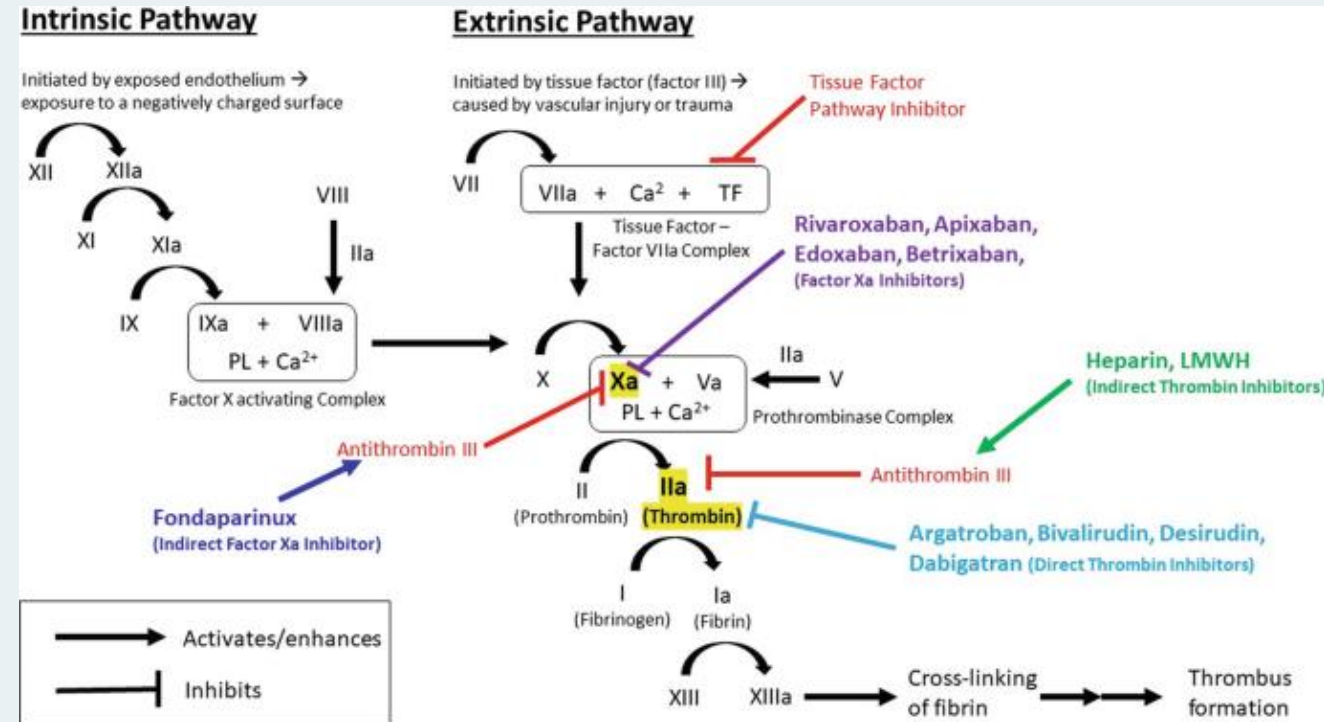 Intrinsic Pathway
Initiated by exposed endothelium →
exposure to a negatively charged surface
XII
XIIa
XI
XIa
VIII
IIa
IX
IXa + VIIIa
PL + Ca²⁺
Factor X activating Complex
Extrinsic Pathway
Initiated by tissue factor (factor III) →
caused by vascular injury or trauma
Tissue Factor
Pathway Inhibitor
VII
VIIa + Ca² + TF
Tissue Factor –
Factor VIIa Complex
Rivaroxaban, Apixaban,
Edoxaban, Betrixaban,
(Factor Xa Inhibitors)
X
Xa + Va
PL + Ca²⁺
IIa
V
Prothrombinase Complex
Heparin, LMWH
(Indirect Thrombin Inhibitors)
Antithrombin III
Antithrombin III
Fondaparinux
(Indirect Factor Xa Inhibitor)
II
(Prothrombin)
IIa
(Thrombin)
Argatroban, Bivalirudin, Desirudin,
Dabigatran (Direct Thrombin Inhibitors)
I
(Fibrinogen)
Ia
(Fibrin)
XIII
XIIIa
Cross-linking
of fibrin
Thrombus
formation
Activates/enhances
Inhibits